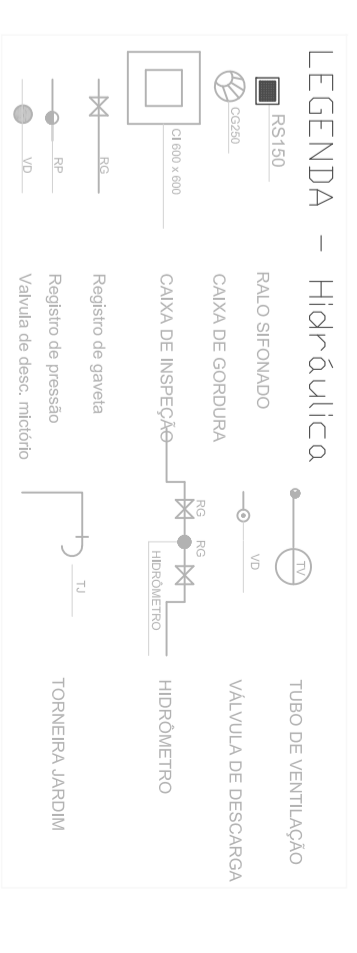 LEGENDA - Hidráulica
RS150
RALO SIFONADO
CG250
CAIXA DE GORDURA
CI 600 x 600
CAIXA DE INSPEÇÃO
RG
Registro de gaveta
RP
Registro de pressão
VD
Valvula de desc. mictório
TV
TUBO DE VENTILAÇÃO
VD
VÁLVULA DE DESCARGA
RG
RG
HIDRÔMETRO
HIDRÔMETRO
TJ
TORNEIRA JARDIM